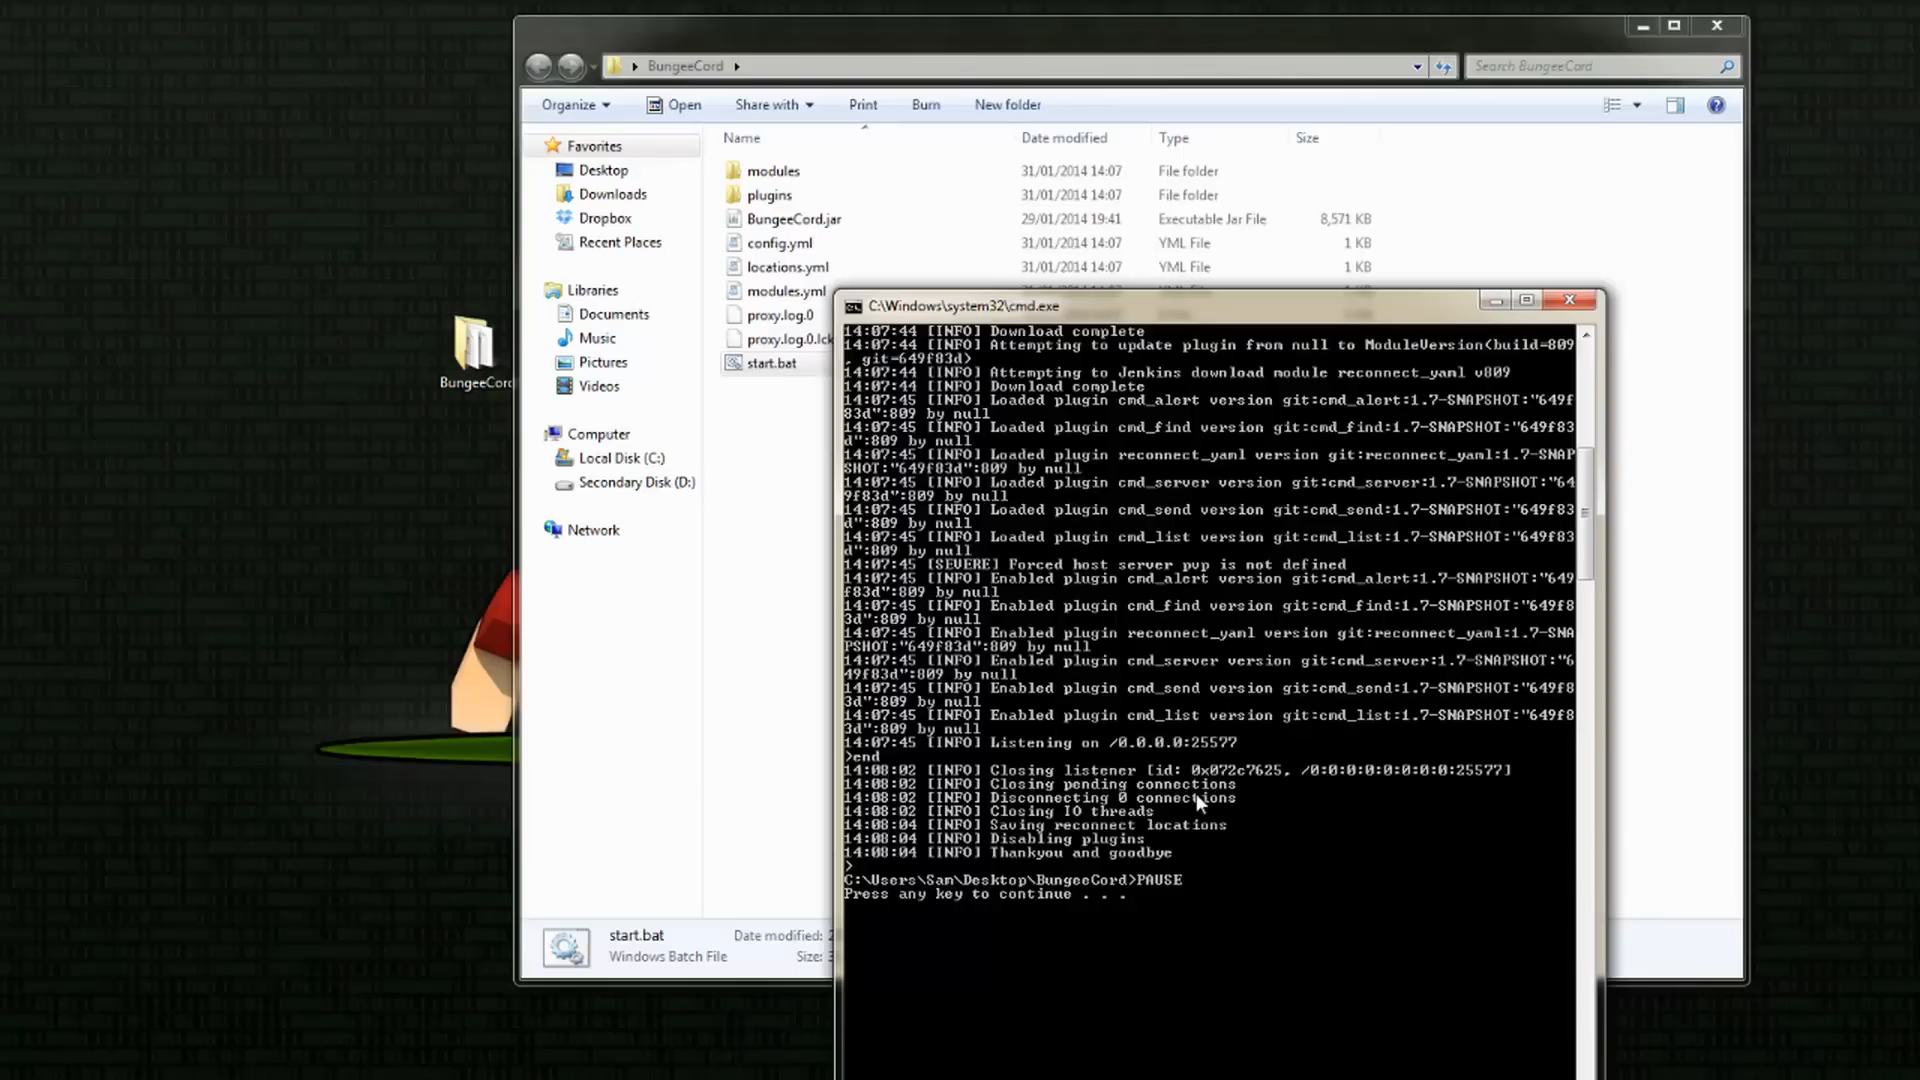 BungeeCord
Search BungeeCord
Organize
Open
Share with
Print
Burn
New folder
Name
Date modified
Type
Size
Favorites
Desktop
Downloads
Dropbox
Recent Places
Libraries
Documents
Music
Pictures
Videos
Computer
Local Disk (C:)
Secondary Disk (D:)
Network
modules 31/01/2014 14:07 File folder
plugins 31/01/2014 14:07 File folder
BungeeCord.jar 29/01/2014 19:41 Executable Jar File 8,571 KB
config.yml 31/01/2014 14:07 YML File 1 KB
locations.yml 31/01/2014 14:07 YML File 1 KB
modules.yml
proxy.log.0
proxy.log.0.lck
start.bat
BungeeCord
C:\Windows\system32\cmd.exe
14:07:44 [INFO] Download complete
14:07:44 [INFO] Attempting to update plugin from null to ModuleVersion(build=809
, git=649f83d)
14:07:44 [INFO] Attempting to Jenkins download module reconnect_yaml v809
14:07:44 [INFO] Download complete
14:07:45 [INFO] Loaded plugin cmd_alert version git:cmd_alert:1.7-SNAPSHOT:"649f
83d":809 by null
14:07:45 [INFO] Loaded plugin cmd_find version git:cmd_find:1.7-SNAPSHOT:"649f83
d":809 by null
14:07:45 [INFO] Loaded plugin reconnect_yaml version git:reconnect_yaml:1.7-SNAP
SHOT:"649f83d":809 by null
14:07:45 [INFO] Loaded plugin cmd_server version git:cmd_server:1.7-SNAPSHOT:"64
9f83d":809 by null
14:07:45 [INFO] Loaded plugin cmd_send version git:cmd_send:1.7-SNAPSHOT:"649f83
d":809 by null
14:07:45 [INFO] Loaded plugin cmd_list version git:cmd_list:1.7-SNAPSHOT:"649f83
d":809 by null
14:07:45 [SEVERE] Forced host server pvp is not defined
14:07:45 [INFO] Enabled plugin cmd_alert version git:cmd_alert:1.7-SNAPSHOT:"649
f83d":809 by null
14:07:45 [INFO] Enabled plugin cmd_find version git:cmd_find:1.7-SNAPSHOT:"649f8
3d":809 by null
14:07:45 [INFO] Enabled plugin reconnect_yaml version git:reconnect_yaml:1.7-SNA
PSHOT:"649f83d":809 by null
14:07:45 [INFO] Enabled plugin cmd_server version git:cmd_server:1.7-SNAPSHOT:"6
49f83d":809 by null
14:07:45 [INFO] Enabled plugin cmd_send version git:cmd_send:1.7-SNAPSHOT:"649f8
3d":809 by null
14:07:45 [INFO] Enabled plugin cmd_list version git:cmd_list:1.7-SNAPSHOT:"649f8
3d":809 by null
14:07:45 [INFO] Listening on /0.0.0.0:25577
>end
14:08:02 [INFO] Closing listener [id: 0x072c7625, /0:0:0:0:0:0:0:0:25577]
14:08:02 [INFO] Closing pending connections
14:08:02 [INFO] Disconnecting 0 connections
14:08:02 [INFO] Closing IO threads
14:08:04 [INFO] Saving reconnect locations
14:08:04 [INFO] Disabling plugins
14:08:04 [INFO] Thankyou and goodbye
>
C:\Users\Sam\Desktop\BungeeCord>PAUSE
Press any key to continue . . .
start.bat
Date modified: 2
Windows Batch File
Size: 3